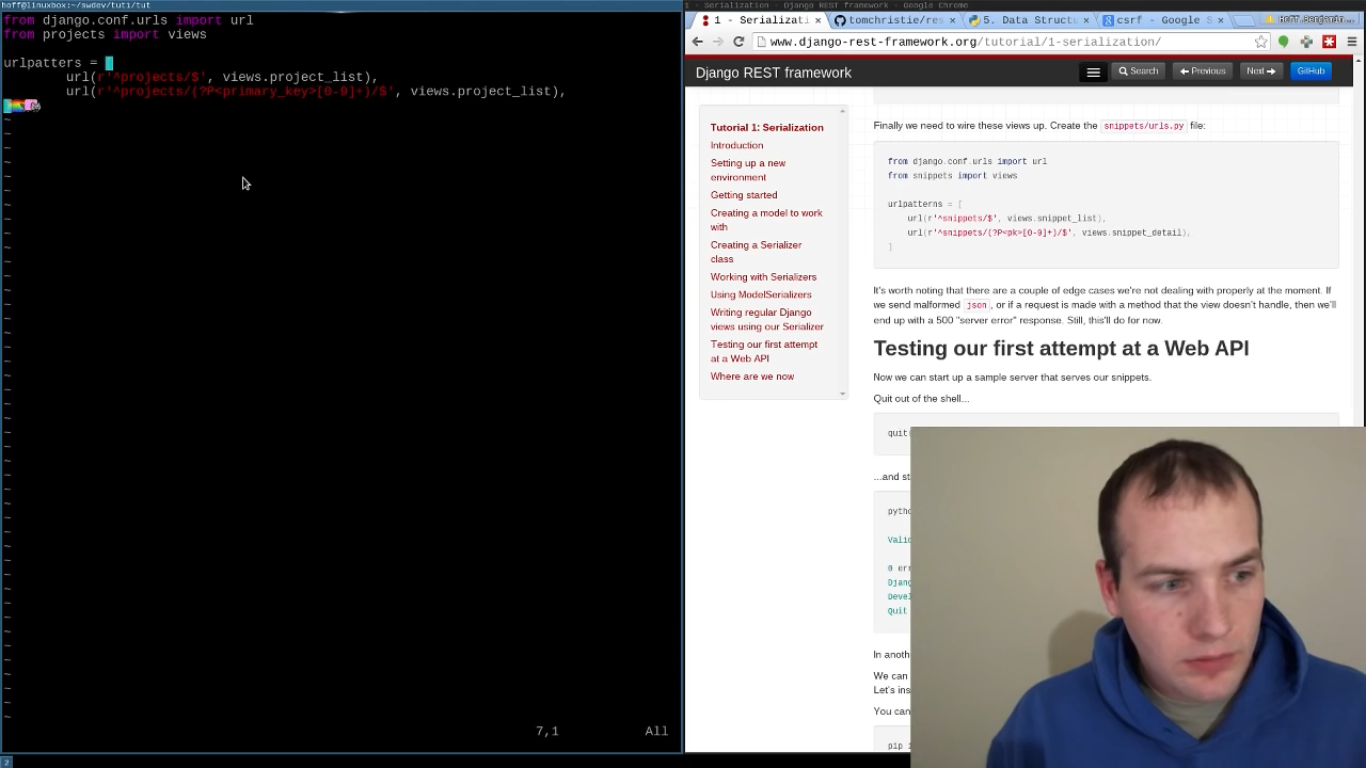 hoff@linuxbox:~/swdev/tuti/tut
from django.conf.urls import url
from projects import views
urlpatters = [
url(r'^projects/$', views.project_list),
url(r'^projects/(?P<primary_key>[0-9]+)/$', views.project_list),
7,1 All
2
1 - Serialization - Django REST framework - Google Chrome
1 - Serializati
tomchristie/res
5. Data Structu
csrf - Google S
www.django-rest-framework.org/tutorial/1-serialization/
Django REST framework
Search
Previous
Next
GitHub
Tutorial 1: Serialization
Introduction
Setting up a new
environment
Getting started
Creating a model to work
with
Creating a Serializer
class
Working with Serializers
Using ModelSerializers
Writing regular Django
views using our Serializer
Testing our first attempt
at a Web API
Where are we now
Finally we need to wire these views up. Create the snippets/urls.py file:
from django.conf.urls import url
from snippets import views
urlpatterns = [
url(r'^snippets/$', views.snippet_list),
url(r'^snippets/(?P<pk>[0-9]+)/$', views.snippet_detail),
]
It's worth noting that there are a couple of edge cases we're not dealing with properly at the moment. If
we send malformed json, or if a request is made with a method that the view doesn't handle, then we'll
end up with a 500 "server error" response. Still, this'll do for now.
Testing our first attempt at a Web API
Now we can start up a sample server that serves our snippets.
Quit out of the shell...
quit
...and st
pytho
Valid
0 err
Djang
Devel
Quit
In anoth
We can
Let's ins
You can
pip i